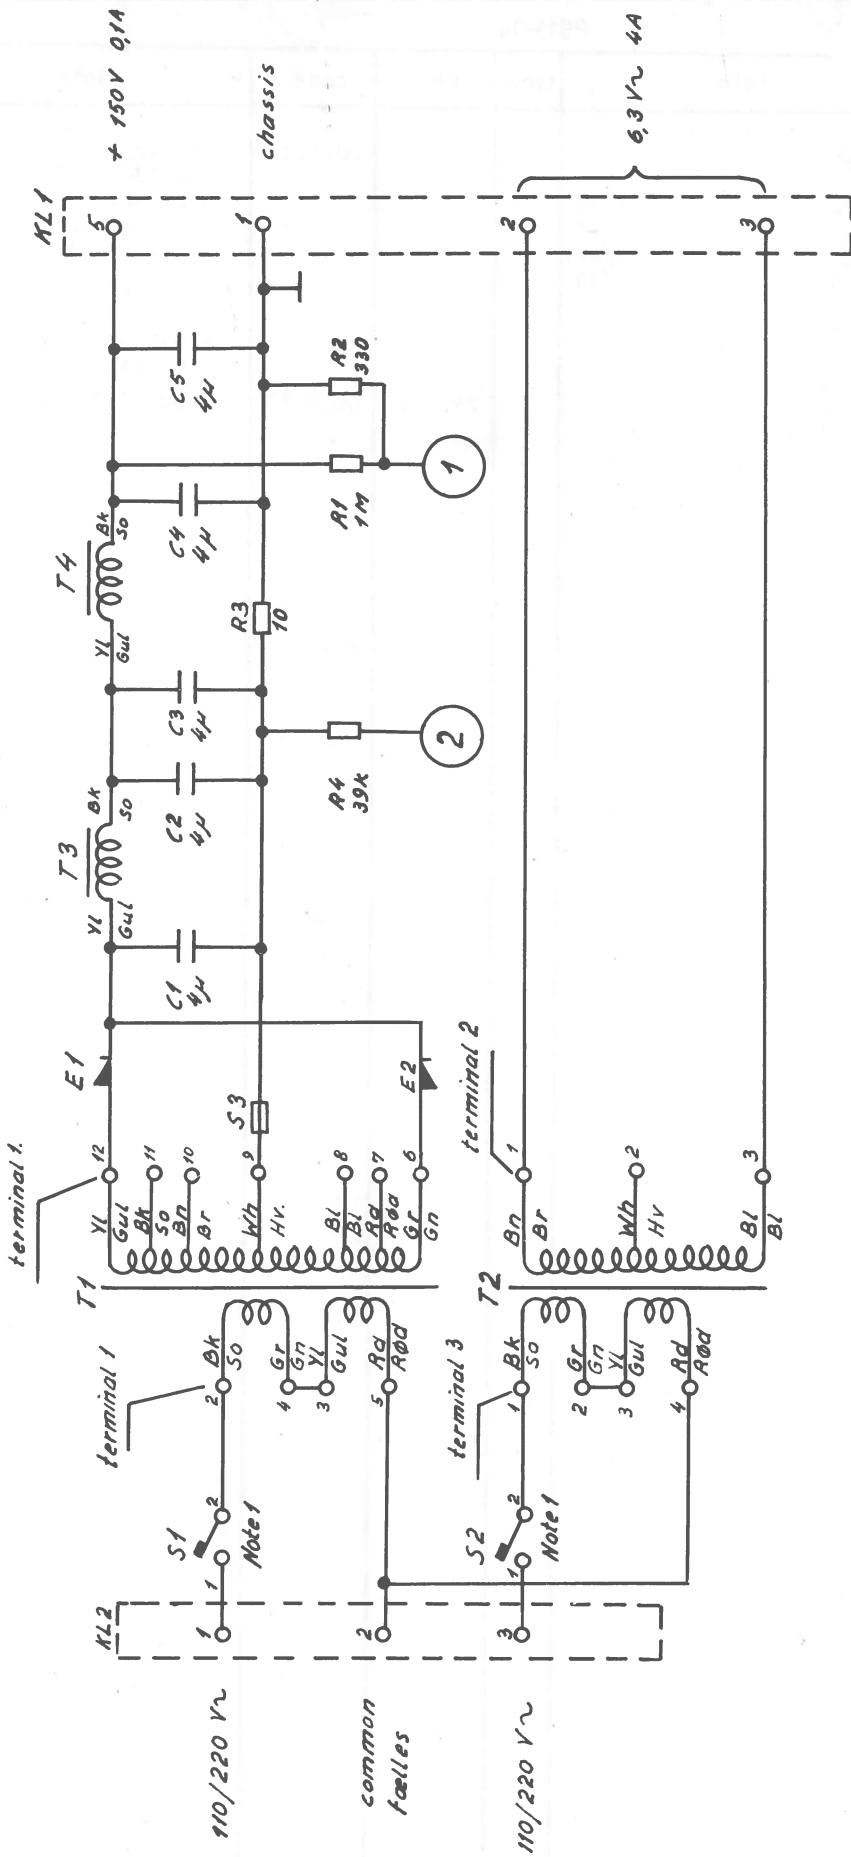 KL1
5
+ 150V 0,1A
1
chassis
2
3
6,3 V~ 4A
T4
Yl
Gul
Bk
So
C5
4µ
C4
4µ
R2
330
R1
1M
1
R3
10
C3
4µ
T3
Yl
Gul
Bk
So
C2
4µ
R4
39k
2
C1
4µ
E1
E2
S3
terminal 1.
12
11
10
9
8
7
6
Yl
Gul
Bk
So
Bn
Br
Wh
Hv.
Bl
Bl
Rd
Rød
Gr
Gn
T1
terminal 2
1
2
3
Bn
Br
Wh
Hv
Bl
Bl
T2
terminal 1
Bk
So
Gr
Gn
Yl
Gul
Rd
Rød
2
4
3
5
terminal 3
Bk
So
Gr
Gn
Yl
Gul
Rd
Rød
1
2
3
4
S1
1
2
Note 1
S2
1
2
Note 1
KL2
1
2
3
110/220 V~
common
fælles
110/220 V~